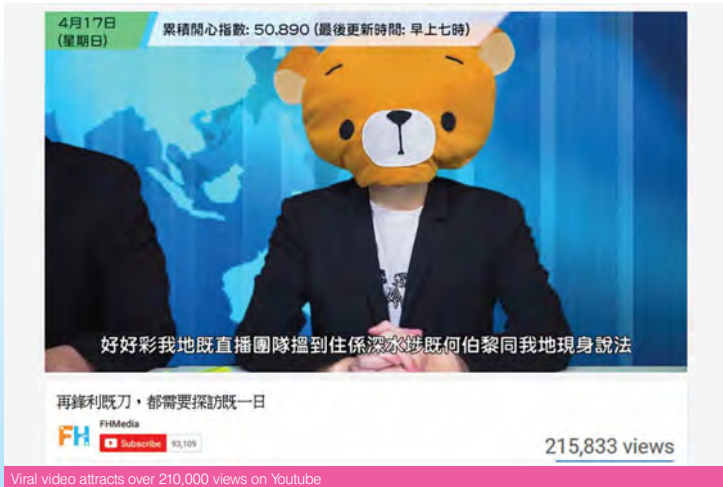 4月17日
(星期日)
累積開心指數: 50.890 (最後更新時間: 早上七時)
好好彩我地既直播團隊搵到住係深水埗既何伯黎同我地現身說法
再鋒利既刀，都需要探訪既一日
FHMedia
FH
Subscribe 93,109
215,833 views
Viral video attracts over 210,000 views on Youtube